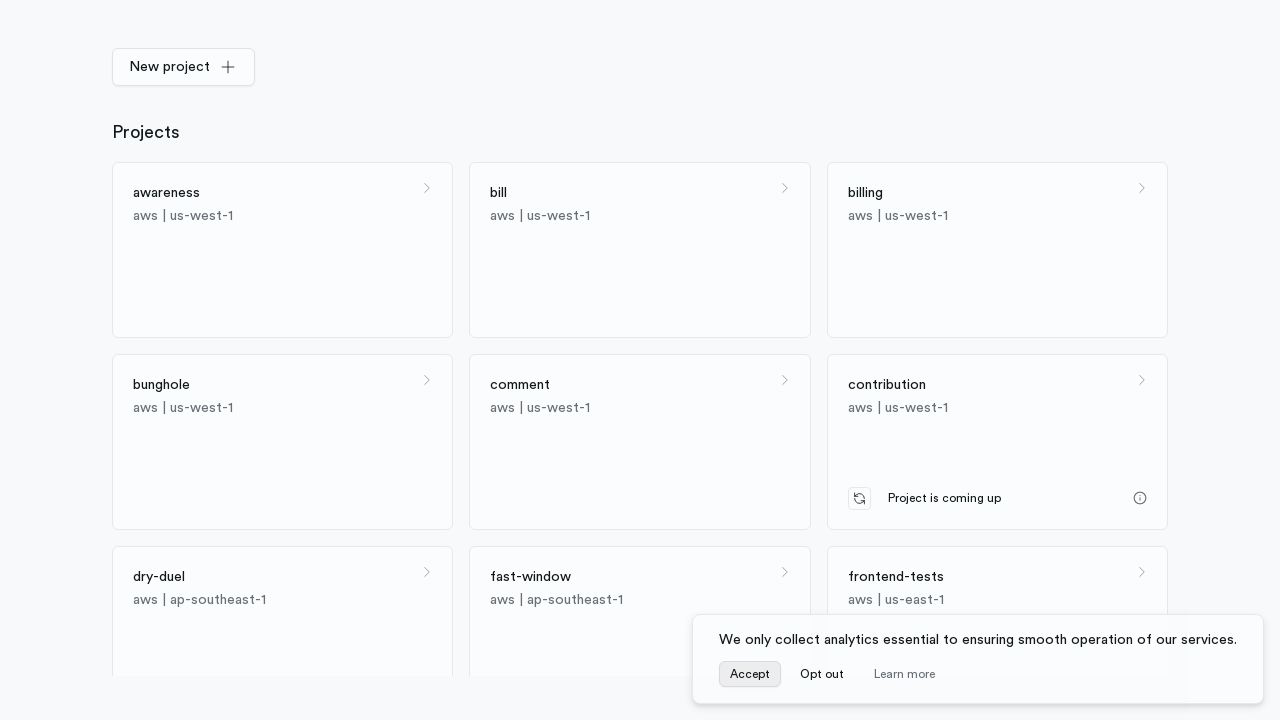 New project
Projects
awareness
aws | us-west-1
bill
aws | us-west-1
billing
aws | us-west-1
bunghole
aws | us-west-1
comment
aws | us-west-1
contribution
aws | us-west-1
Project is coming up
dry-duel
aws | ap-southeast-1
fast-window
aws | ap-southeast-1
frontend-tests
aws | us-east-1
We only collect analytics essential to ensuring smooth operation of our services.
Accept Opt out Learn more